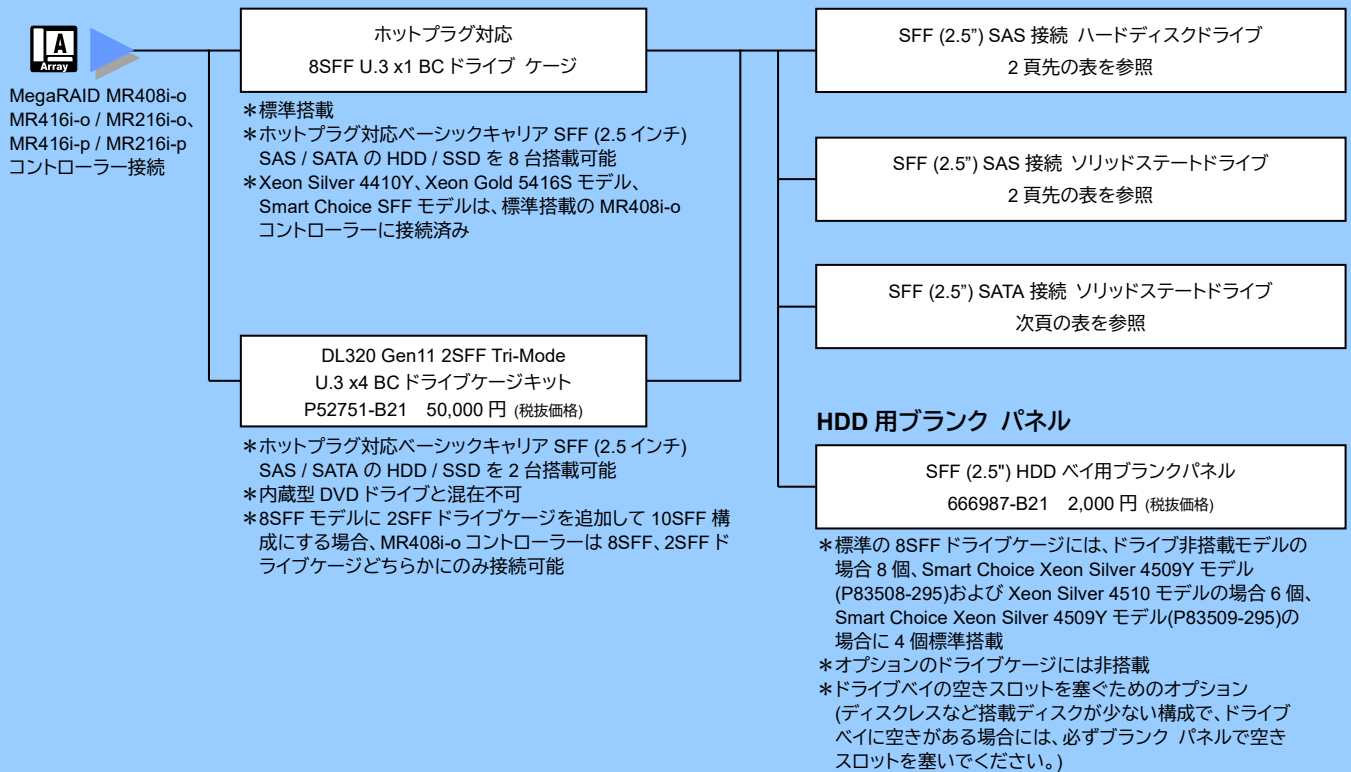 A
Array
MegaRAID MR408i-o
MR416i-o / MR216i-o、
MR416i-p / MR216i-p
コントローラー接続
ホットプラグ対応
8SFF U.3 x1 BC ドライブ ケージ
＊標準搭載
＊ホットプラグ対応ベーシックキャリア SFF (2.5 インチ)
SAS / SATA の HDD / SSD を 8 台搭載可能
＊Xeon Silver 4410Y、Xeon Gold 5416S モデル、
Smart Choice SFF モデルは、標準搭載の MR408i-o
コントローラーに接続済み
DL320 Gen11 2SFF Tri-Mode
U.3 x4 BC ドライブケージキット
P52751-B21 50,000 円 (税抜価格)
＊ホットプラグ対応ベーシックキャリア SFF (2.5 インチ)
SAS / SATA の HDD / SSD を 2 台搭載可能
＊内蔵型 DVD ドライブと混在不可
＊8SFF モデルに 2SFF ドライブケージを追加して 10SFF 構
成にする場合、MR408i-o コントローラーは 8SFF、2SFF ド
ライブケージどちらかにのみ接続可能
SFF (2.5”) SAS 接続 ハードディスクドライブ
2 頁先の表を参照
SFF (2.5”) SAS 接続 ソリッドステートドライブ
2 頁先の表を参照
SFF (2.5”) SATA 接続 ソリッドステートドライブ
次頁の表を参照
HDD 用ブランク パネル
SFF (2.5") HDD ベイ用ブランクパネル
666987-B21 2,000 円 (税抜価格)
＊標準の 8SFF ドライブケージには、ドライブ非搭載モデルの
場合 8 個、Smart Choice Xeon Silver 4509Y モデル
(P83508-295)および Xeon Silver 4510 モデルの場合 6 個、
Smart Choice Xeon Silver 4509Y モデル(P83509-295)の
場合に 4 個標準搭載
＊オプションのドライブケージには非搭載
＊ドライブベイの空きスロットを塞ぐためのオプション
(ディスクレスなど搭載ディスクが少ない構成で、ドライブ
ベイに空きがある場合には、必ずブランク パネルで空き
スロットを塞いでください。)